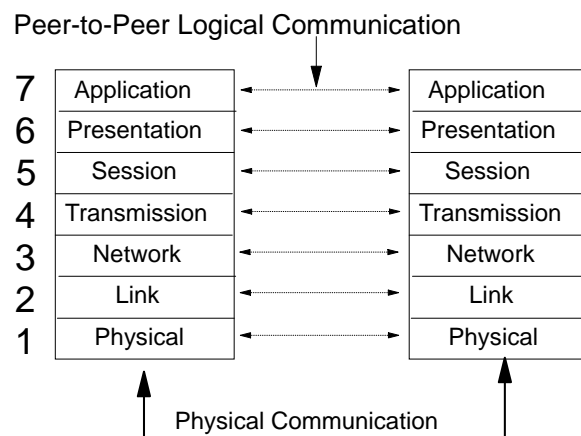 Peer-to-Peer Logical Communication
7 Application Application
6 Presentation Presentation
5 Session Session
4 Transmission Transmission
3 Network Network
2 Link Link
1 Physical Physical
Physical Communication